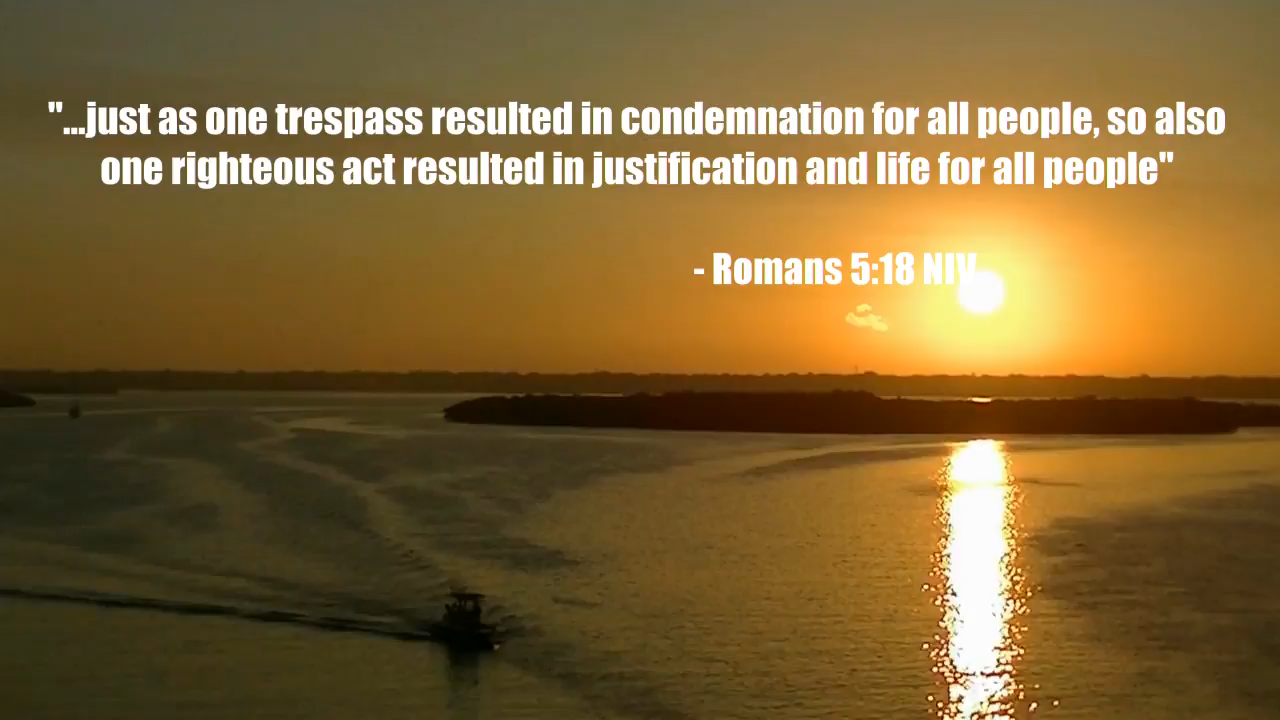 "...just as one trespass resulted in condemnation for all people, so also
one righteous act resulted in justification and life for all people"
- Romans 5:18 NIV